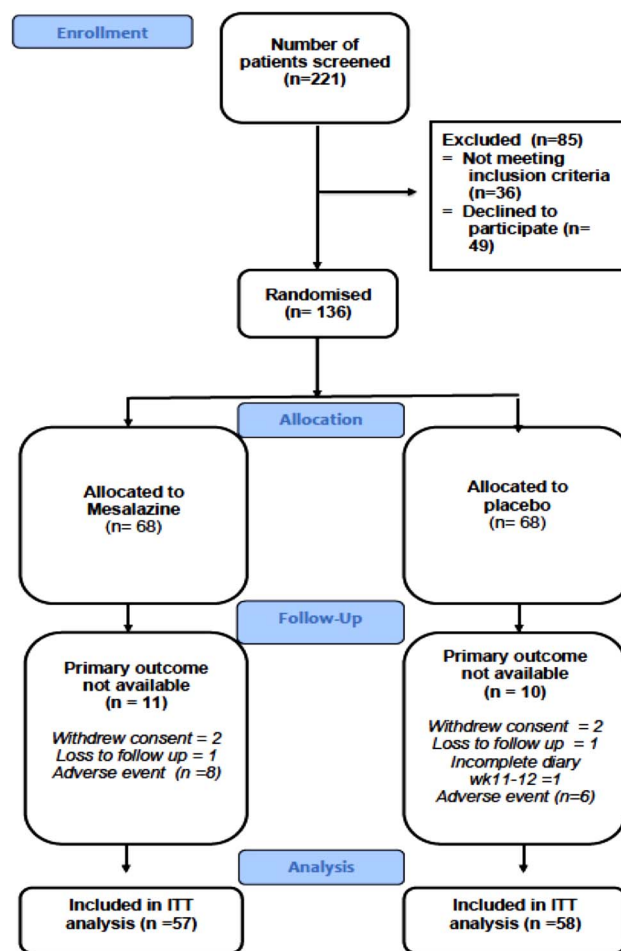 Enrollment
Number of
patients screened
(n=221)
Excluded (n=85)
= Not meeting
inclusion criteria
(n=36)
= Declined to
participate (n=
49)
Randomised
(n= 136)
Allocation
Allocated to
Mesalazine
(n= 68)
Allocated to
placebo
(n= 68)
Follow-Up
Primary outcome
not available
(n = 11)
Withdrew consent = 2
Loss to follow up = 1
Adverse event (n =8)
Primary outcome
not available
(n = 10)
Withdrew consent = 2
Loss to follow up = 1
Incomplete diary
wk11-12 =1
Adverse event (n=6)
Analysis
Included in ITT
analysis (n =57)
Included in ITT
analysis (n =58)